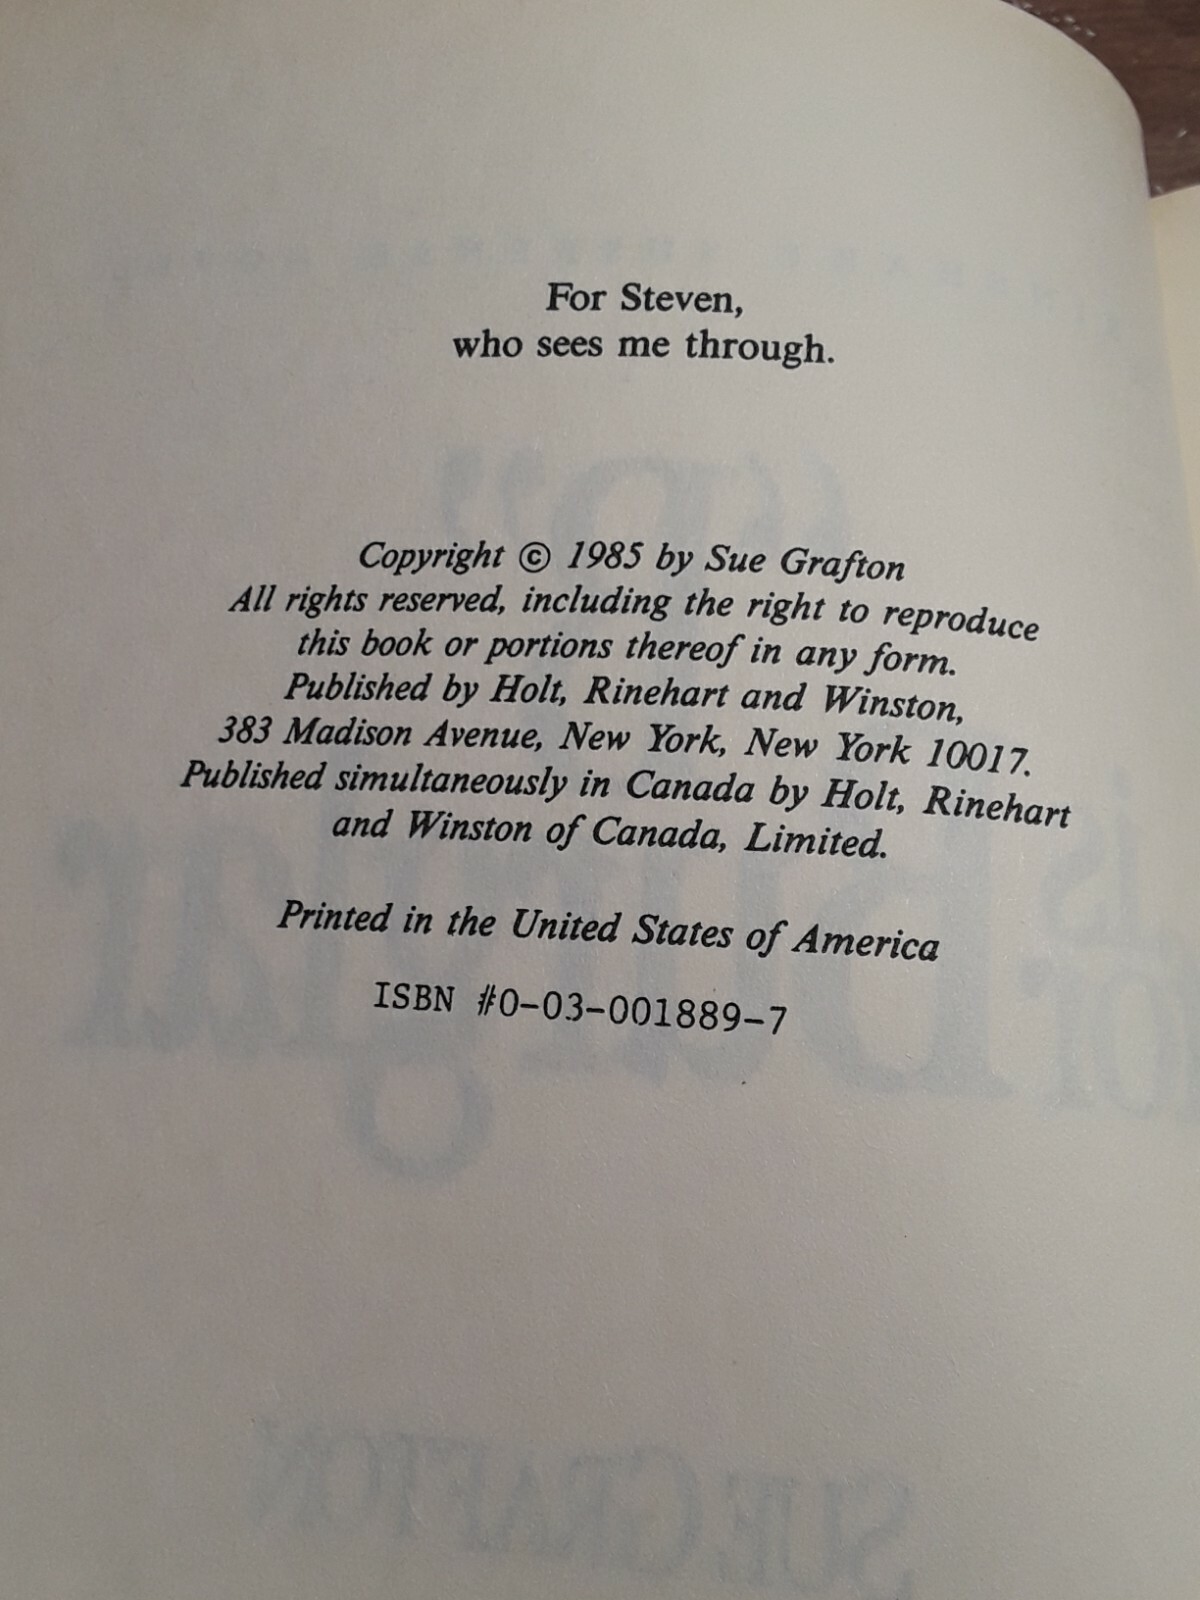 For Steven,
who sees me through.
Copyright © 1985 by Sue Grafton
All rights reserved, including the right to reproduce
this book or portions thereof in any form.
Published by Holt, Rinehart and Winston,
383 Madison Avenue, New York, New York 10017.
Published simultaneously in Canada by Holt, Rinehart
and Winston of Canada, Limited.
Printed in the United States of America
ISBN #0-03-001889-7
SUE GRAFTON